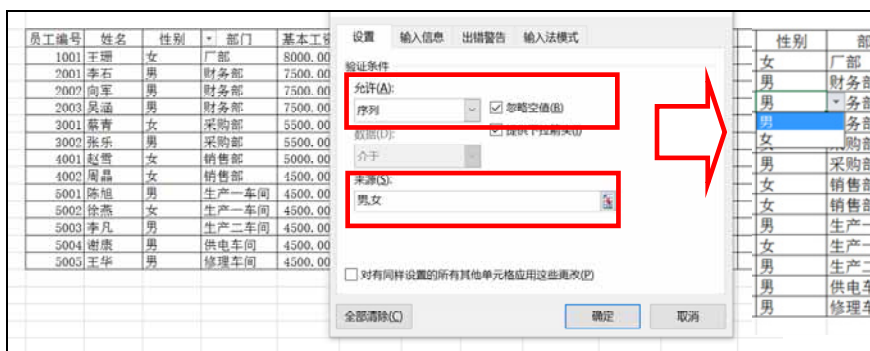 员工编号 姓名 性别 部门 基本工资
1001 王珊 女 厂部 8000.00
2001 李石 男 财务部 7500.00
2002 向军 男 财务部 7500.00
2003 吴涵 男 财务部 7500.00
3001 蔡青 女 采购部 5500.00
3002 张乐 男 采购部 5500.00
4001 赵雪 女 销售部 5000.00
4002 周晶 女 销售部 4500.00
5001 陈旭 男 生产一车间 4500.00
5002 徐燕 女 生产一车间 4500.00
5003 李凡 男 生产二车间 4500.00
5004 谢康 男 供电车间 4500.00
5005 王华 男 修理车间 4500.00
设置 输入信息 出错警告 输入法模式
验证条件
允许(A):
序列 忽略空值(B)
数据(D): 提供下拉箭头(I)
介于
来源(S):
男,女
对有同样设置的所有其他单元格应用这些更改(P)
全部清除(C) 确定 取消
性别 部
女 厂部
男 财务部
男 务部
男 务部
女 购部
男 采购部
女 销售部
女 销售部
男 生产一
女 生产一
男 生产二
男 供电车
男 修理车